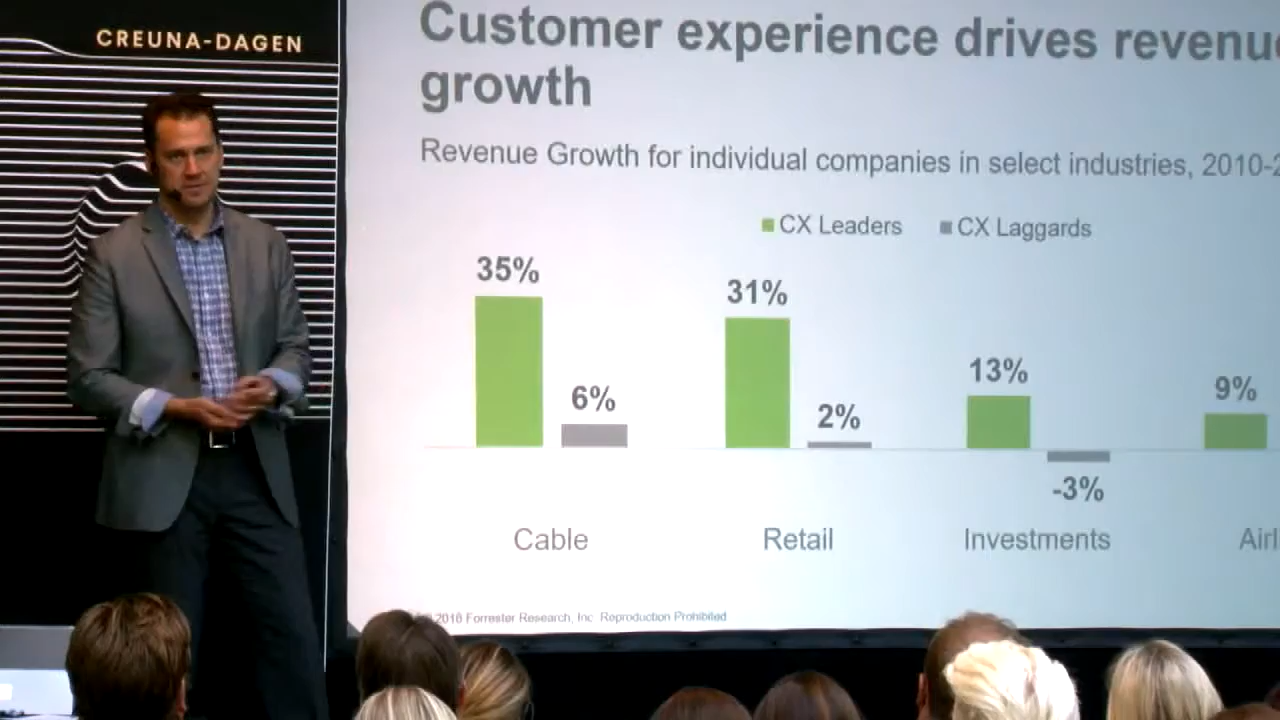 CREUNA-DAGEN
Customer experience drives revenue
growth
Revenue Growth for individual companies in select industries, 2010-2
CX Leaders CX Laggards
35%
31%
13%
9%
6%
2%
-3%
Cable Retail Investments Airl
2016 Forrester Research, Inc. Reproduction Prohibited